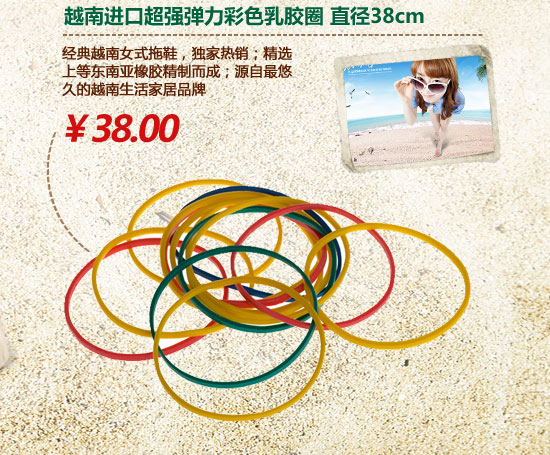 越南进口超强弹力彩色乳胶圈 直径38cm
经典越南女式拖鞋，独家热销；精选
上等东南亚橡胶精制而成；源自最悠
久的越南生活家居品牌
￥38.00